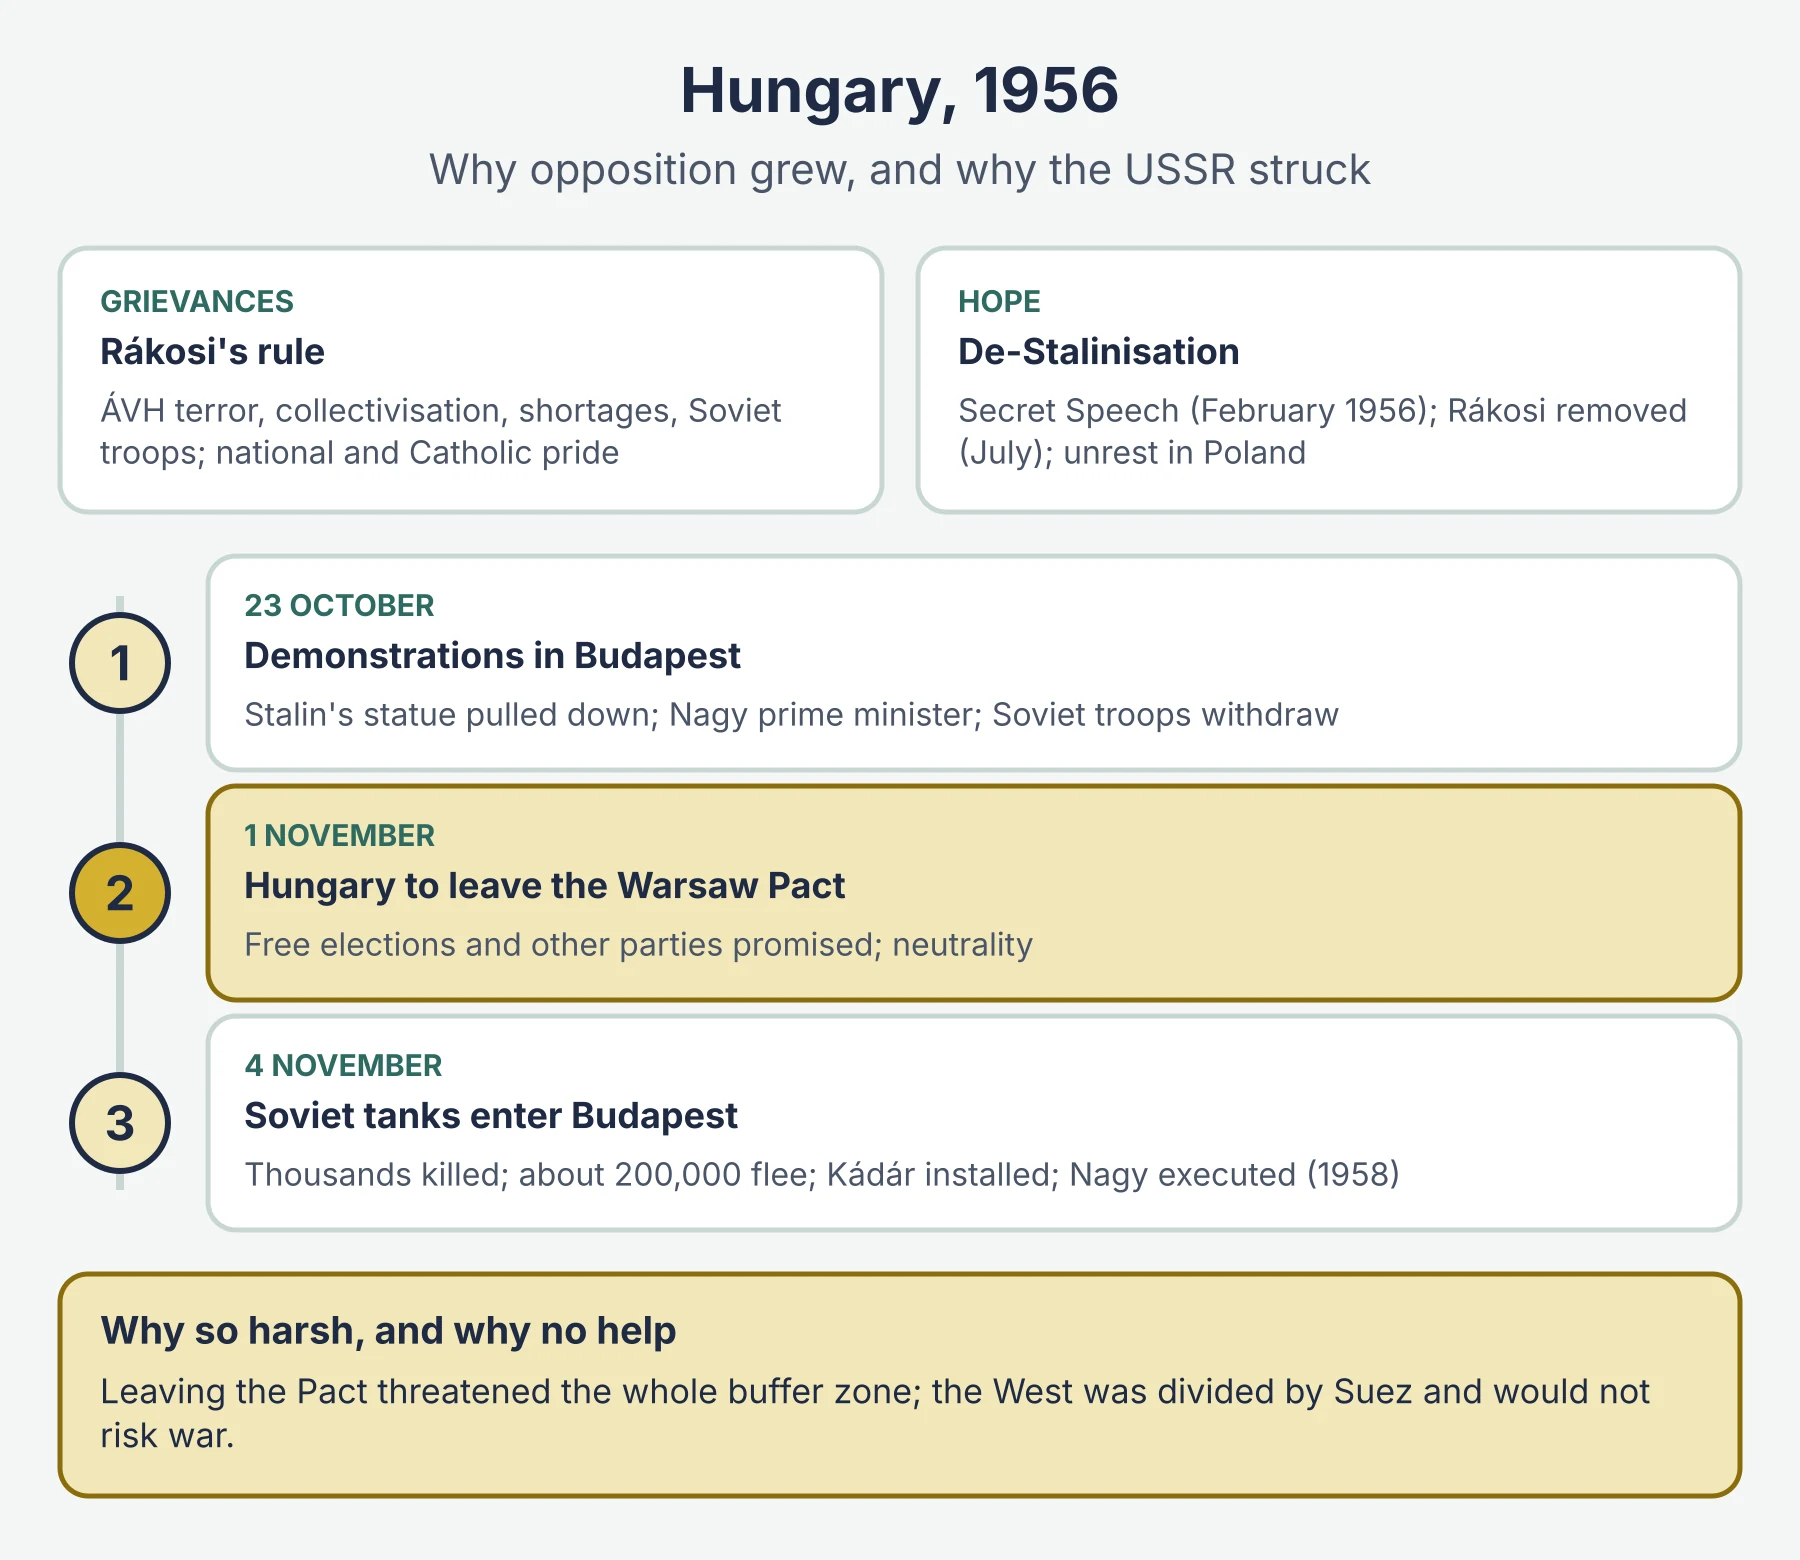 Hungary, 1956
Why opposition grew, and why the USSR struck
GRIEVANCES
Rákosi's rule
ÁVH terror, collectivisation, shortages, Soviet
troops; national and Catholic pride
HOPE
De-Stalinisation
Secret Speech (February 1956); Rákosi removed
(July); unrest in Poland
1
23 OCTOBER
Demonstrations in Budapest
Stalin's statue pulled down; Nagy prime minister; Soviet troops withdraw
2
1 NOVEMBER
Hungary to leave the Warsaw Pact
Free elections and other parties promised; neutrality
3
4 NOVEMBER
Soviet tanks enter Budapest
Thousands killed; about 200,000 flee; Kádár installed; Nagy executed (1958)
Why so harsh, and why no help
Leaving the Pact threatened the whole buffer zone; the West was divided by Suez and would not
risk war.